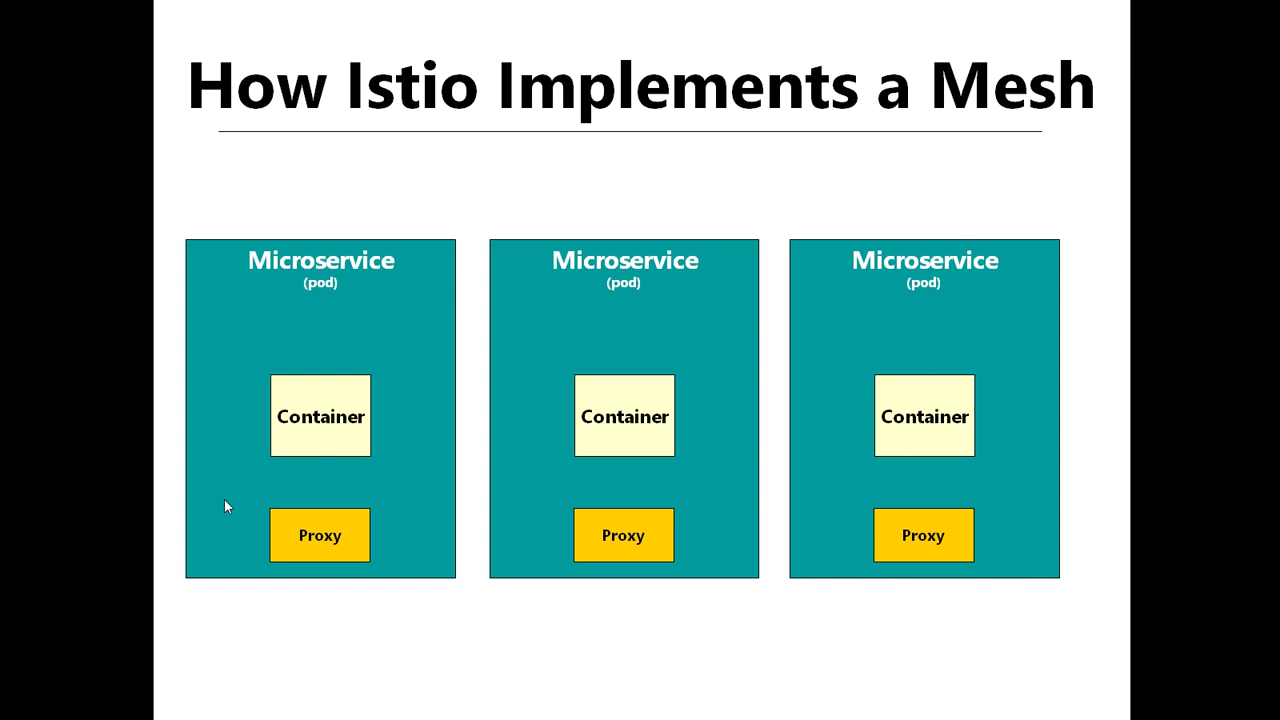 How Istio Implements a Mesh
Microservice
(pod)
Container
Proxy
Microservice
(pod)
Container
Proxy
Microservice
(pod)
Container
Proxy